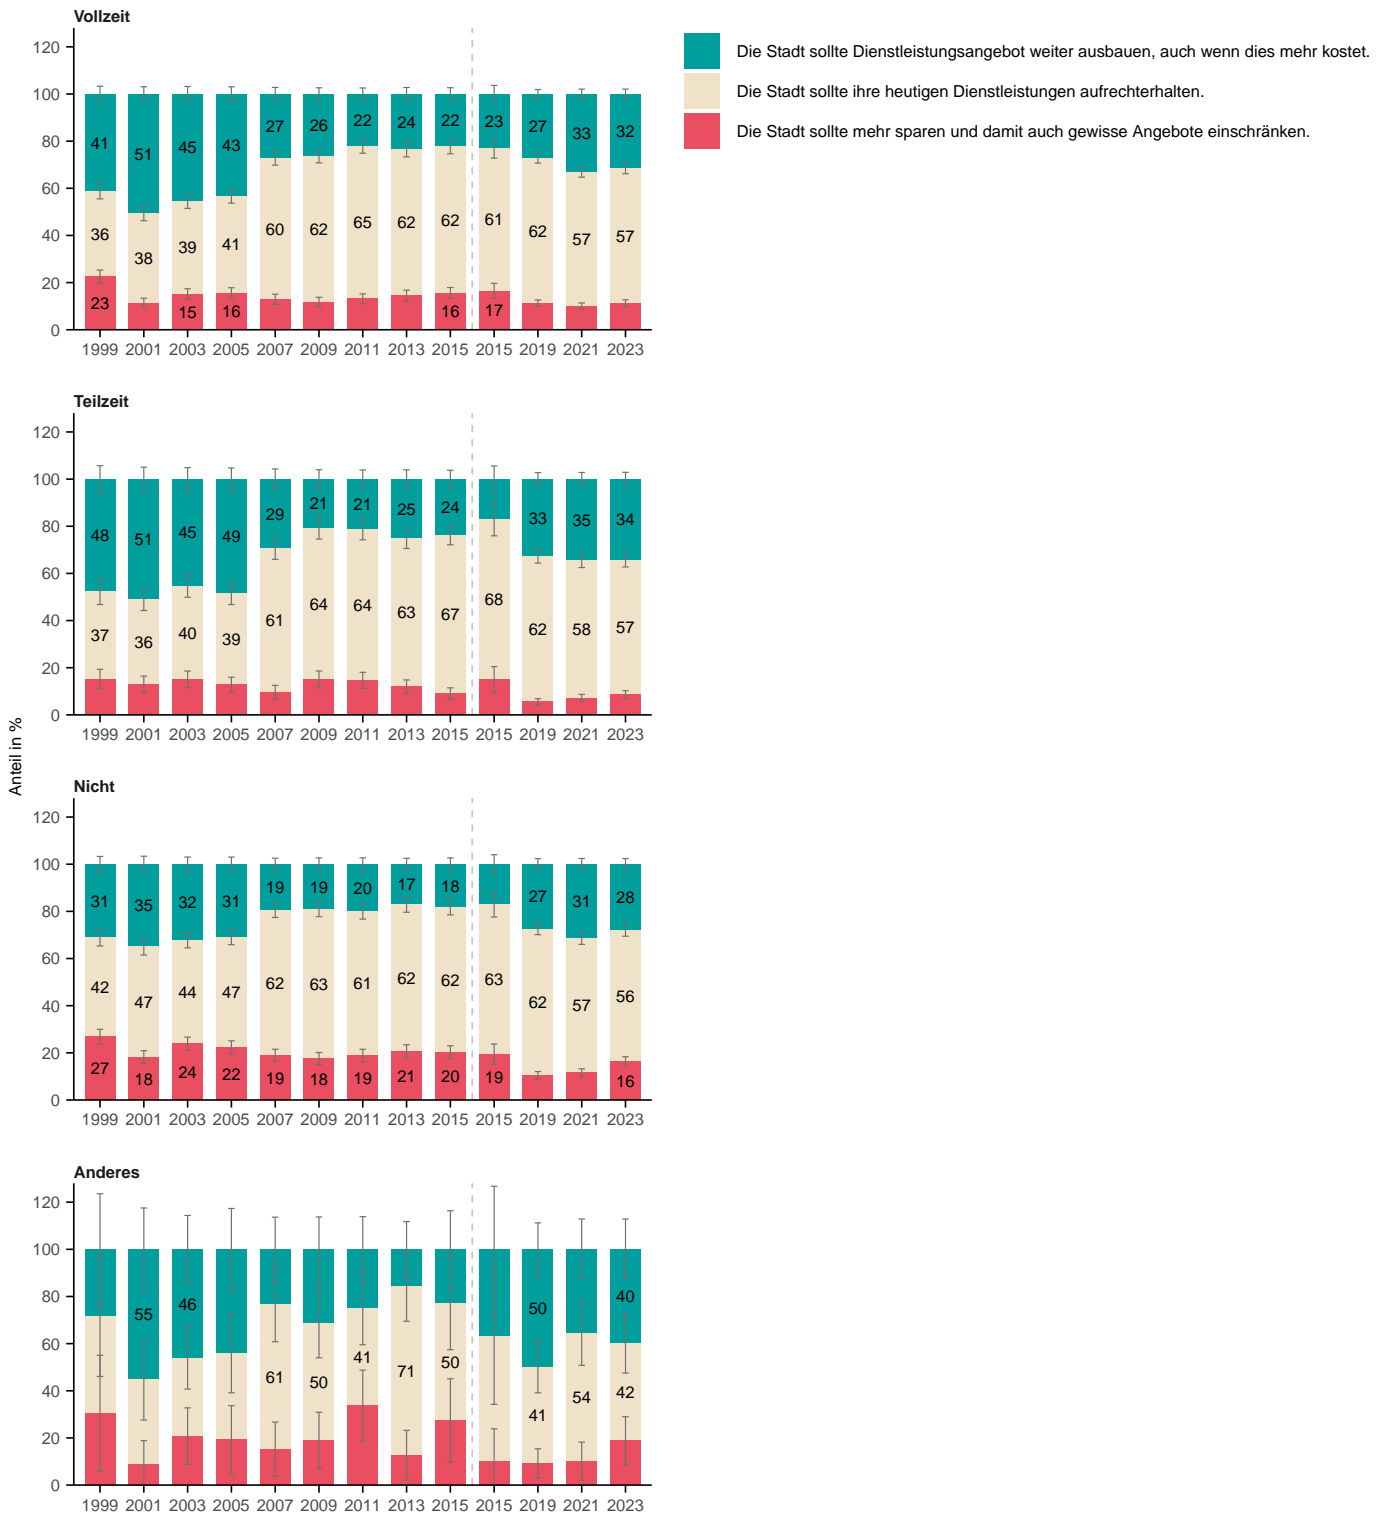 Vollzeit
Die Stadt sollte Dienstleistungsangebot weiter ausbauen, auch wenn dies mehr kostet.
Die Stadt sollte ihre heutigen Dienstleistungen aufrechterhalten.
Die Stadt sollte mehr sparen und damit auch gewisse Angebote einschränken.
120
100
80
60
40
20
0
41 51 45 43 27 26 22 24 22 23 27 33 32
36 38 39 41 60 62 65 62 62 61 62 57 57
23 15 16 16 17
1999 2001 2003 2005 2007 2009 2011 2013 2015 2015 2019 2021 2023
Teilzeit
120
100
80
60
40
20
0
48 51 45 49 29 21 21 25 24 33 35 34
37 36 40 39 61 64 64 63 67 68 62 58 57
1999 2001 2003 2005 2007 2009 2011 2013 2015 2015 2019 2021 2023
Anteil in %
Nicht
120
100
80
60
40
20
0
31 35 32 31 19 19 20 17 18 27 31 28
42 47 44 47 62 63 61 62 62 63 62 57 56
27 18 24 22 19 18 19 21 20 19 16
1999 2001 2003 2005 2007 2009 2011 2013 2015 2015 2019 2021 2023
Anderes
120
100
80
60
40
20
0
55 46 50 40
61 50 41 71 50 41 54 42
1999 2001 2003 2005 2007 2009 2011 2013 2015 2015 2019 2021 2023